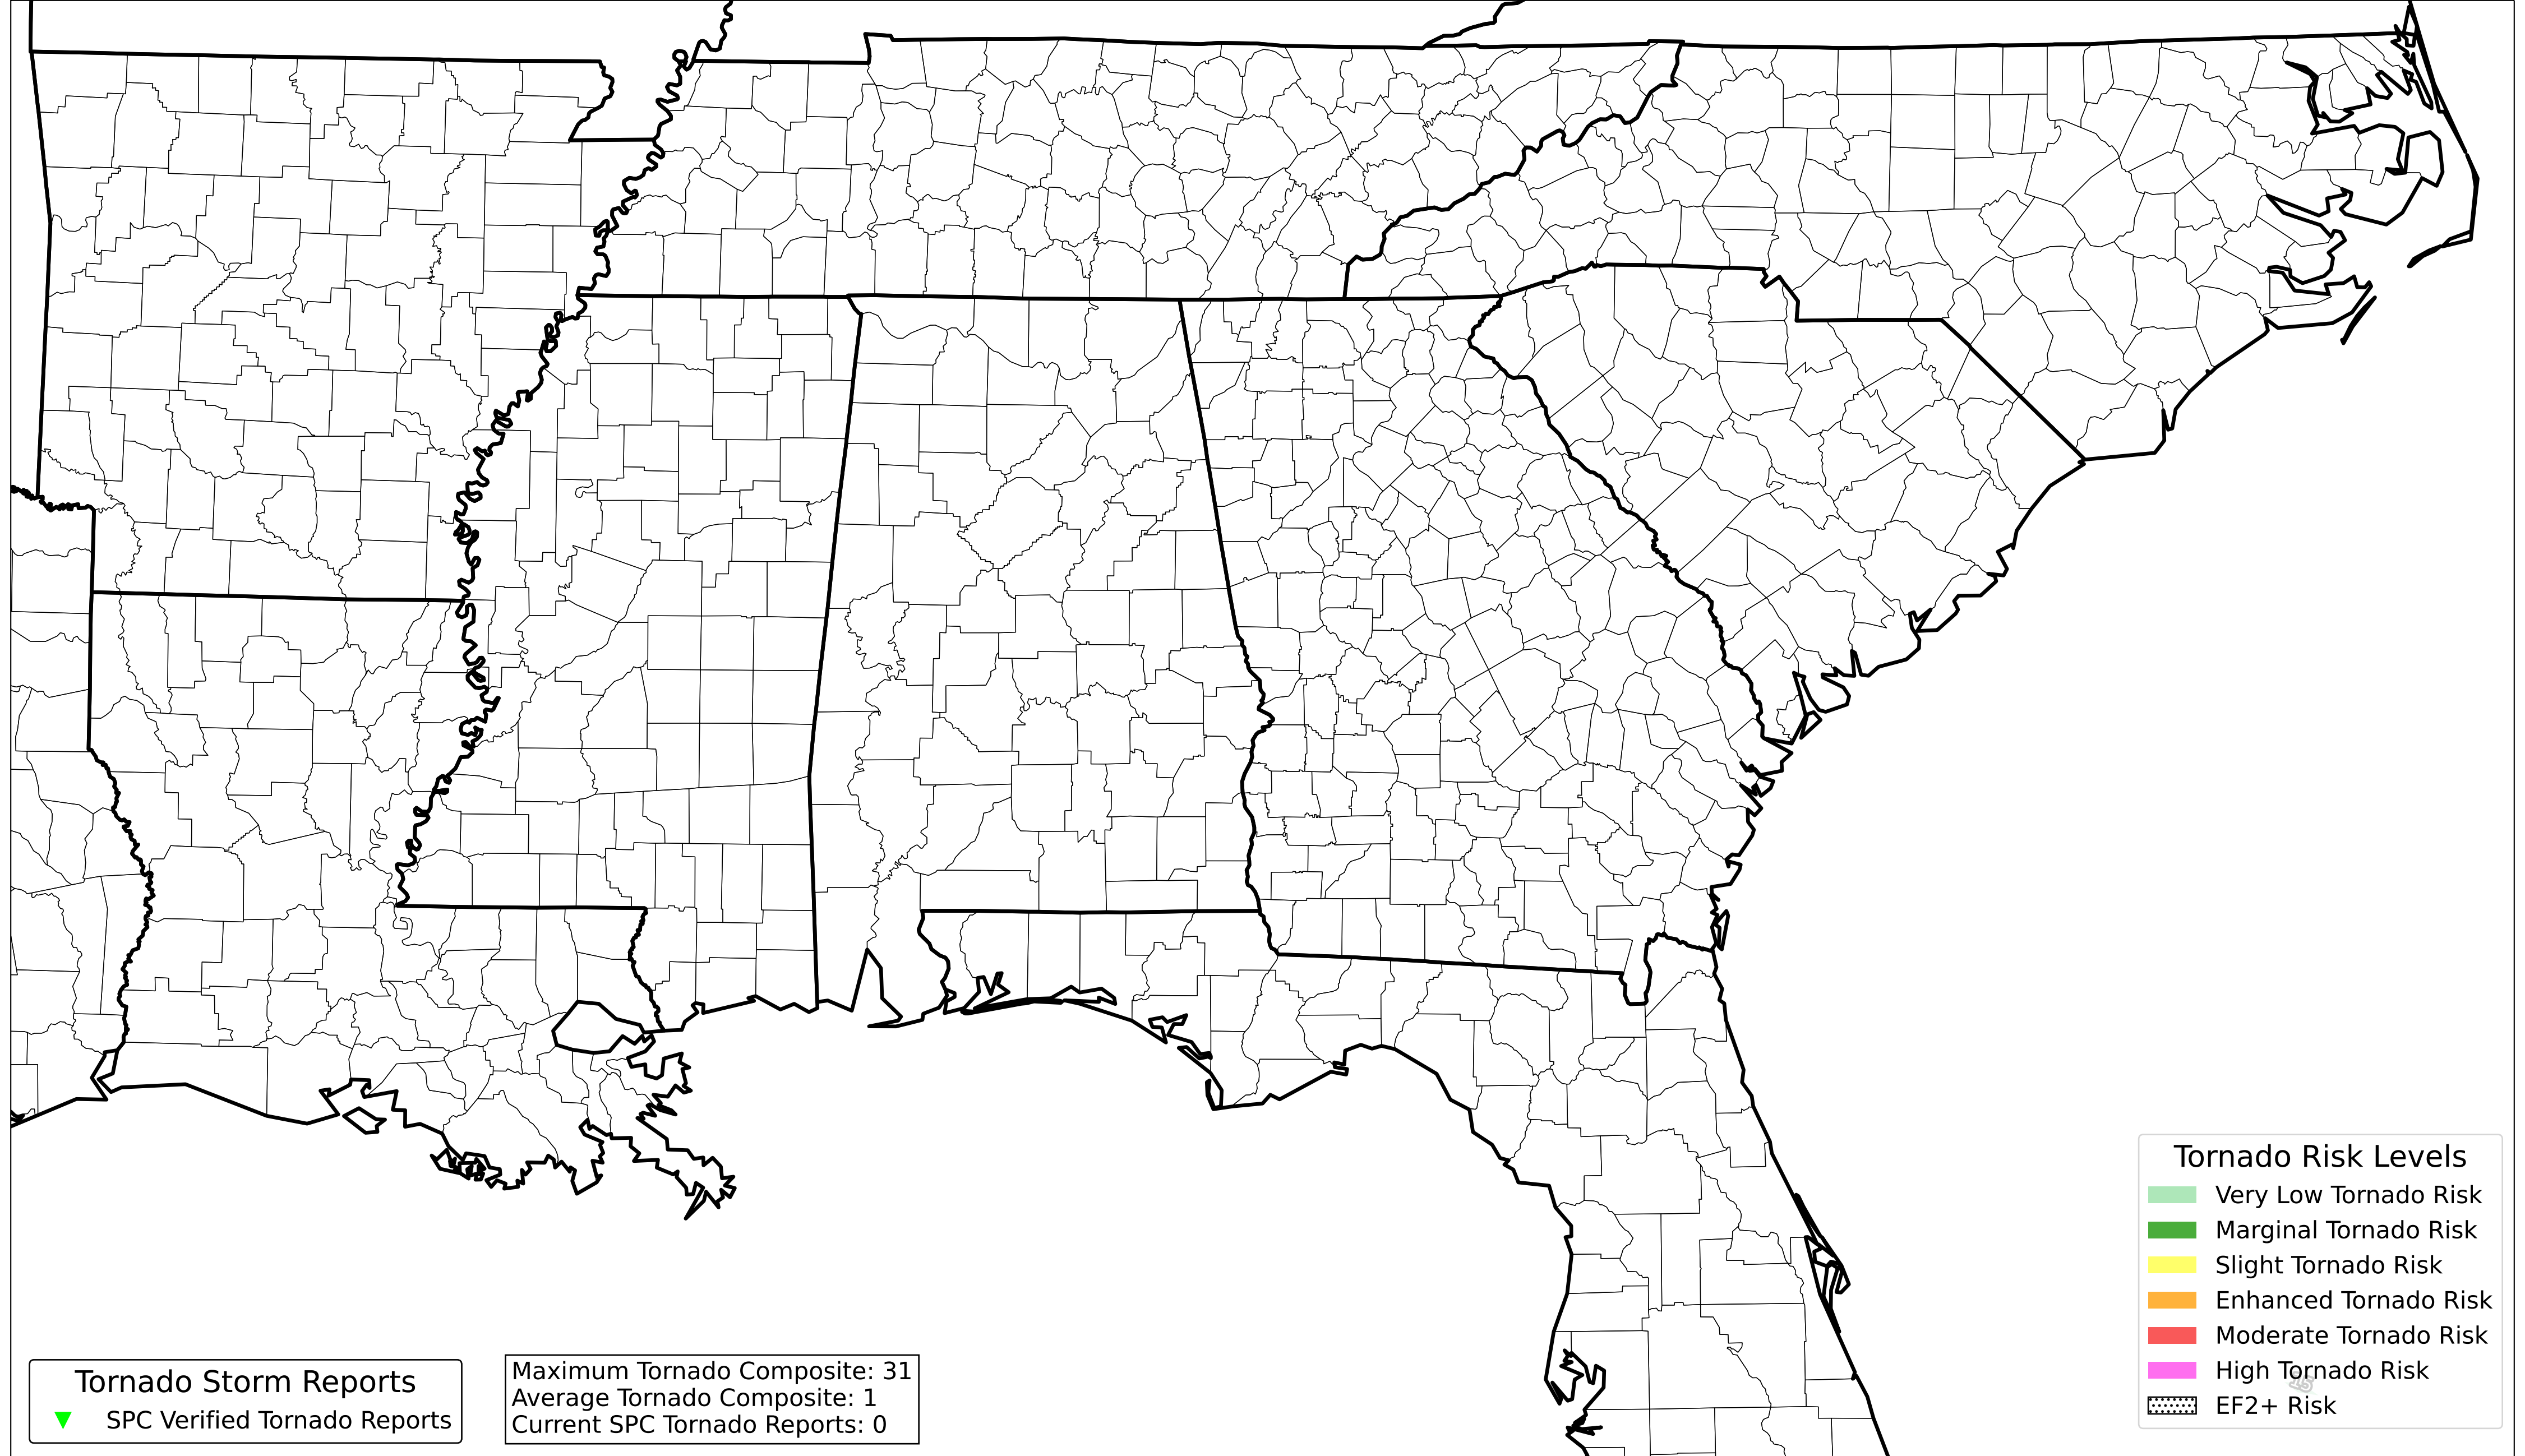 Tornado Storm Reports
SPC Verified Tornado Reports
Maximum Tornado Composite: 31
Average Tornado Composite: 1
Current SPC Tornado Reports: 0
Tornado Risk Levels
Very Low Tornado Risk
Marginal Tornado Risk
Slight Tornado Risk
Enhanced Tornado Risk
Moderate Tornado Risk
High Tornado Risk
15
EF2+ Risk